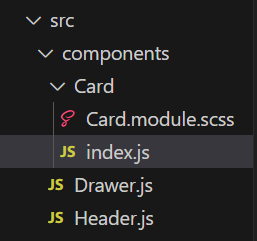 src
components
Card
Card.module.scss
JS index.js
JS Drawer.js
JS Header.js